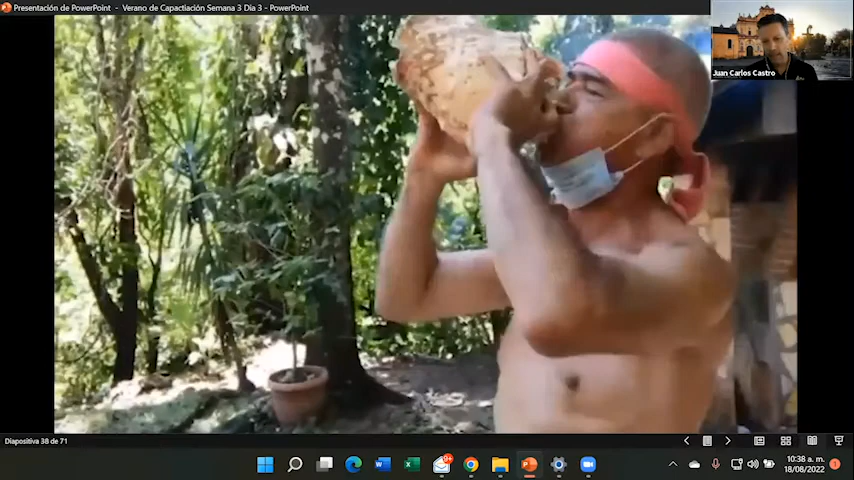 Presentación de PowerPoint - Verano de Capactiación Semana 3 Día 3 - PowerPoint
Juan Carlos Castro
Diapositiva 38 de 71
10:38 a. m.
18/08/2022